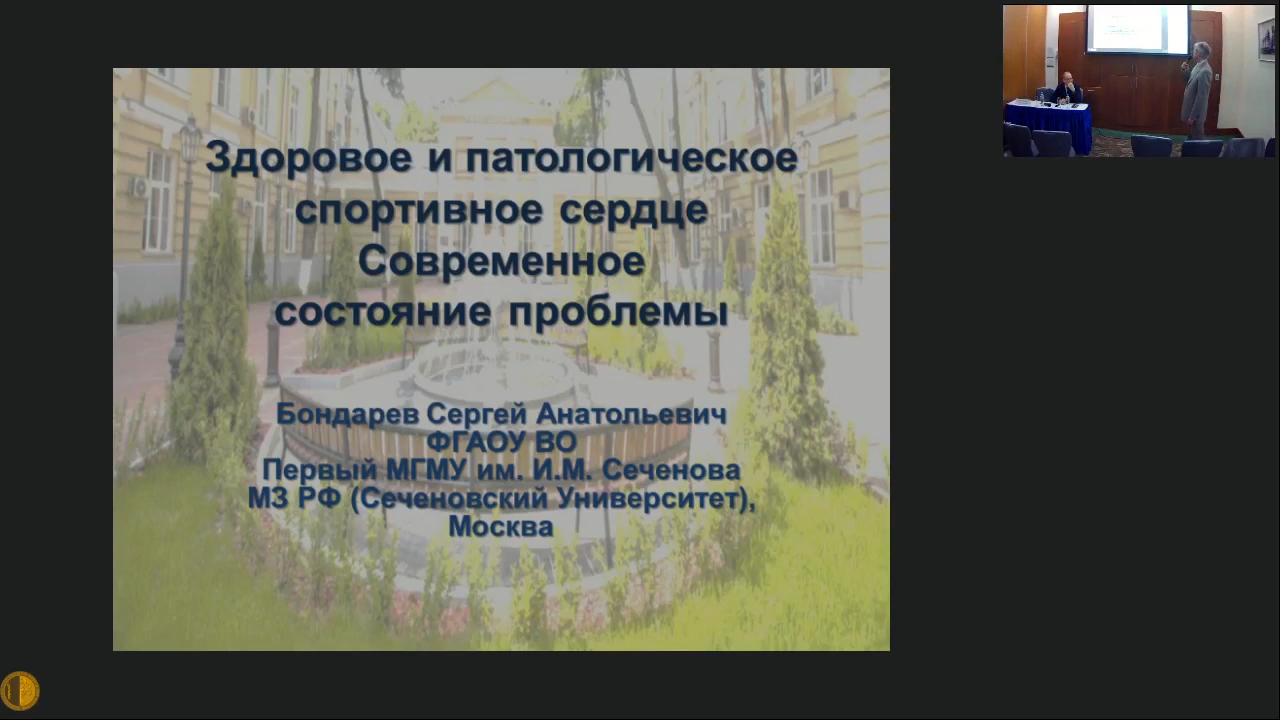 Здоровое и патологическое
спортивное сердце
Современное
состояние проблемы
Бондарев Сергей Анатольевич
ФГАОУ ВО
Первый МГМУ им. И.М. Сеченова
МЗ РФ (Сеченовский Университет),
Москва